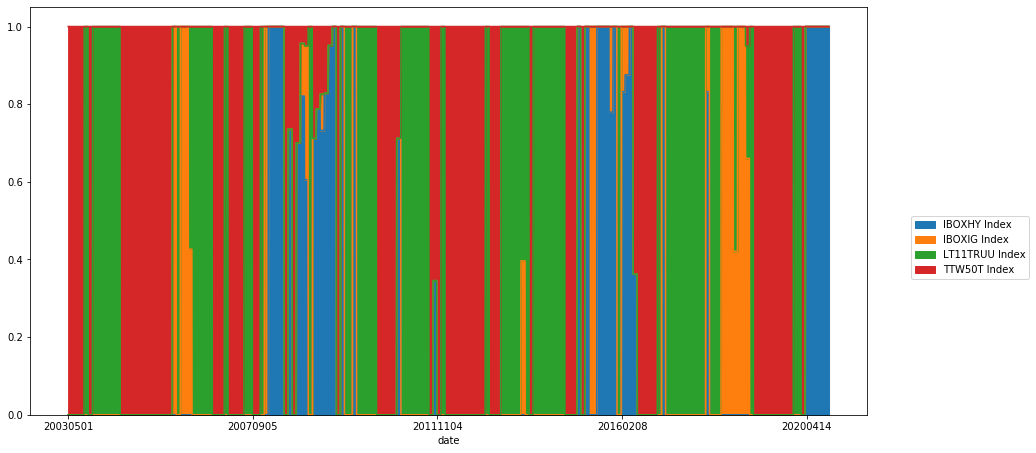 1.0
0.8
0.6
0.4
0.2
0.0
20030501 20070905 20111104 20160208 20200414
date
IBOXHY Index
IBOXIG Index
LT11TRUU Index
TTW50T Index